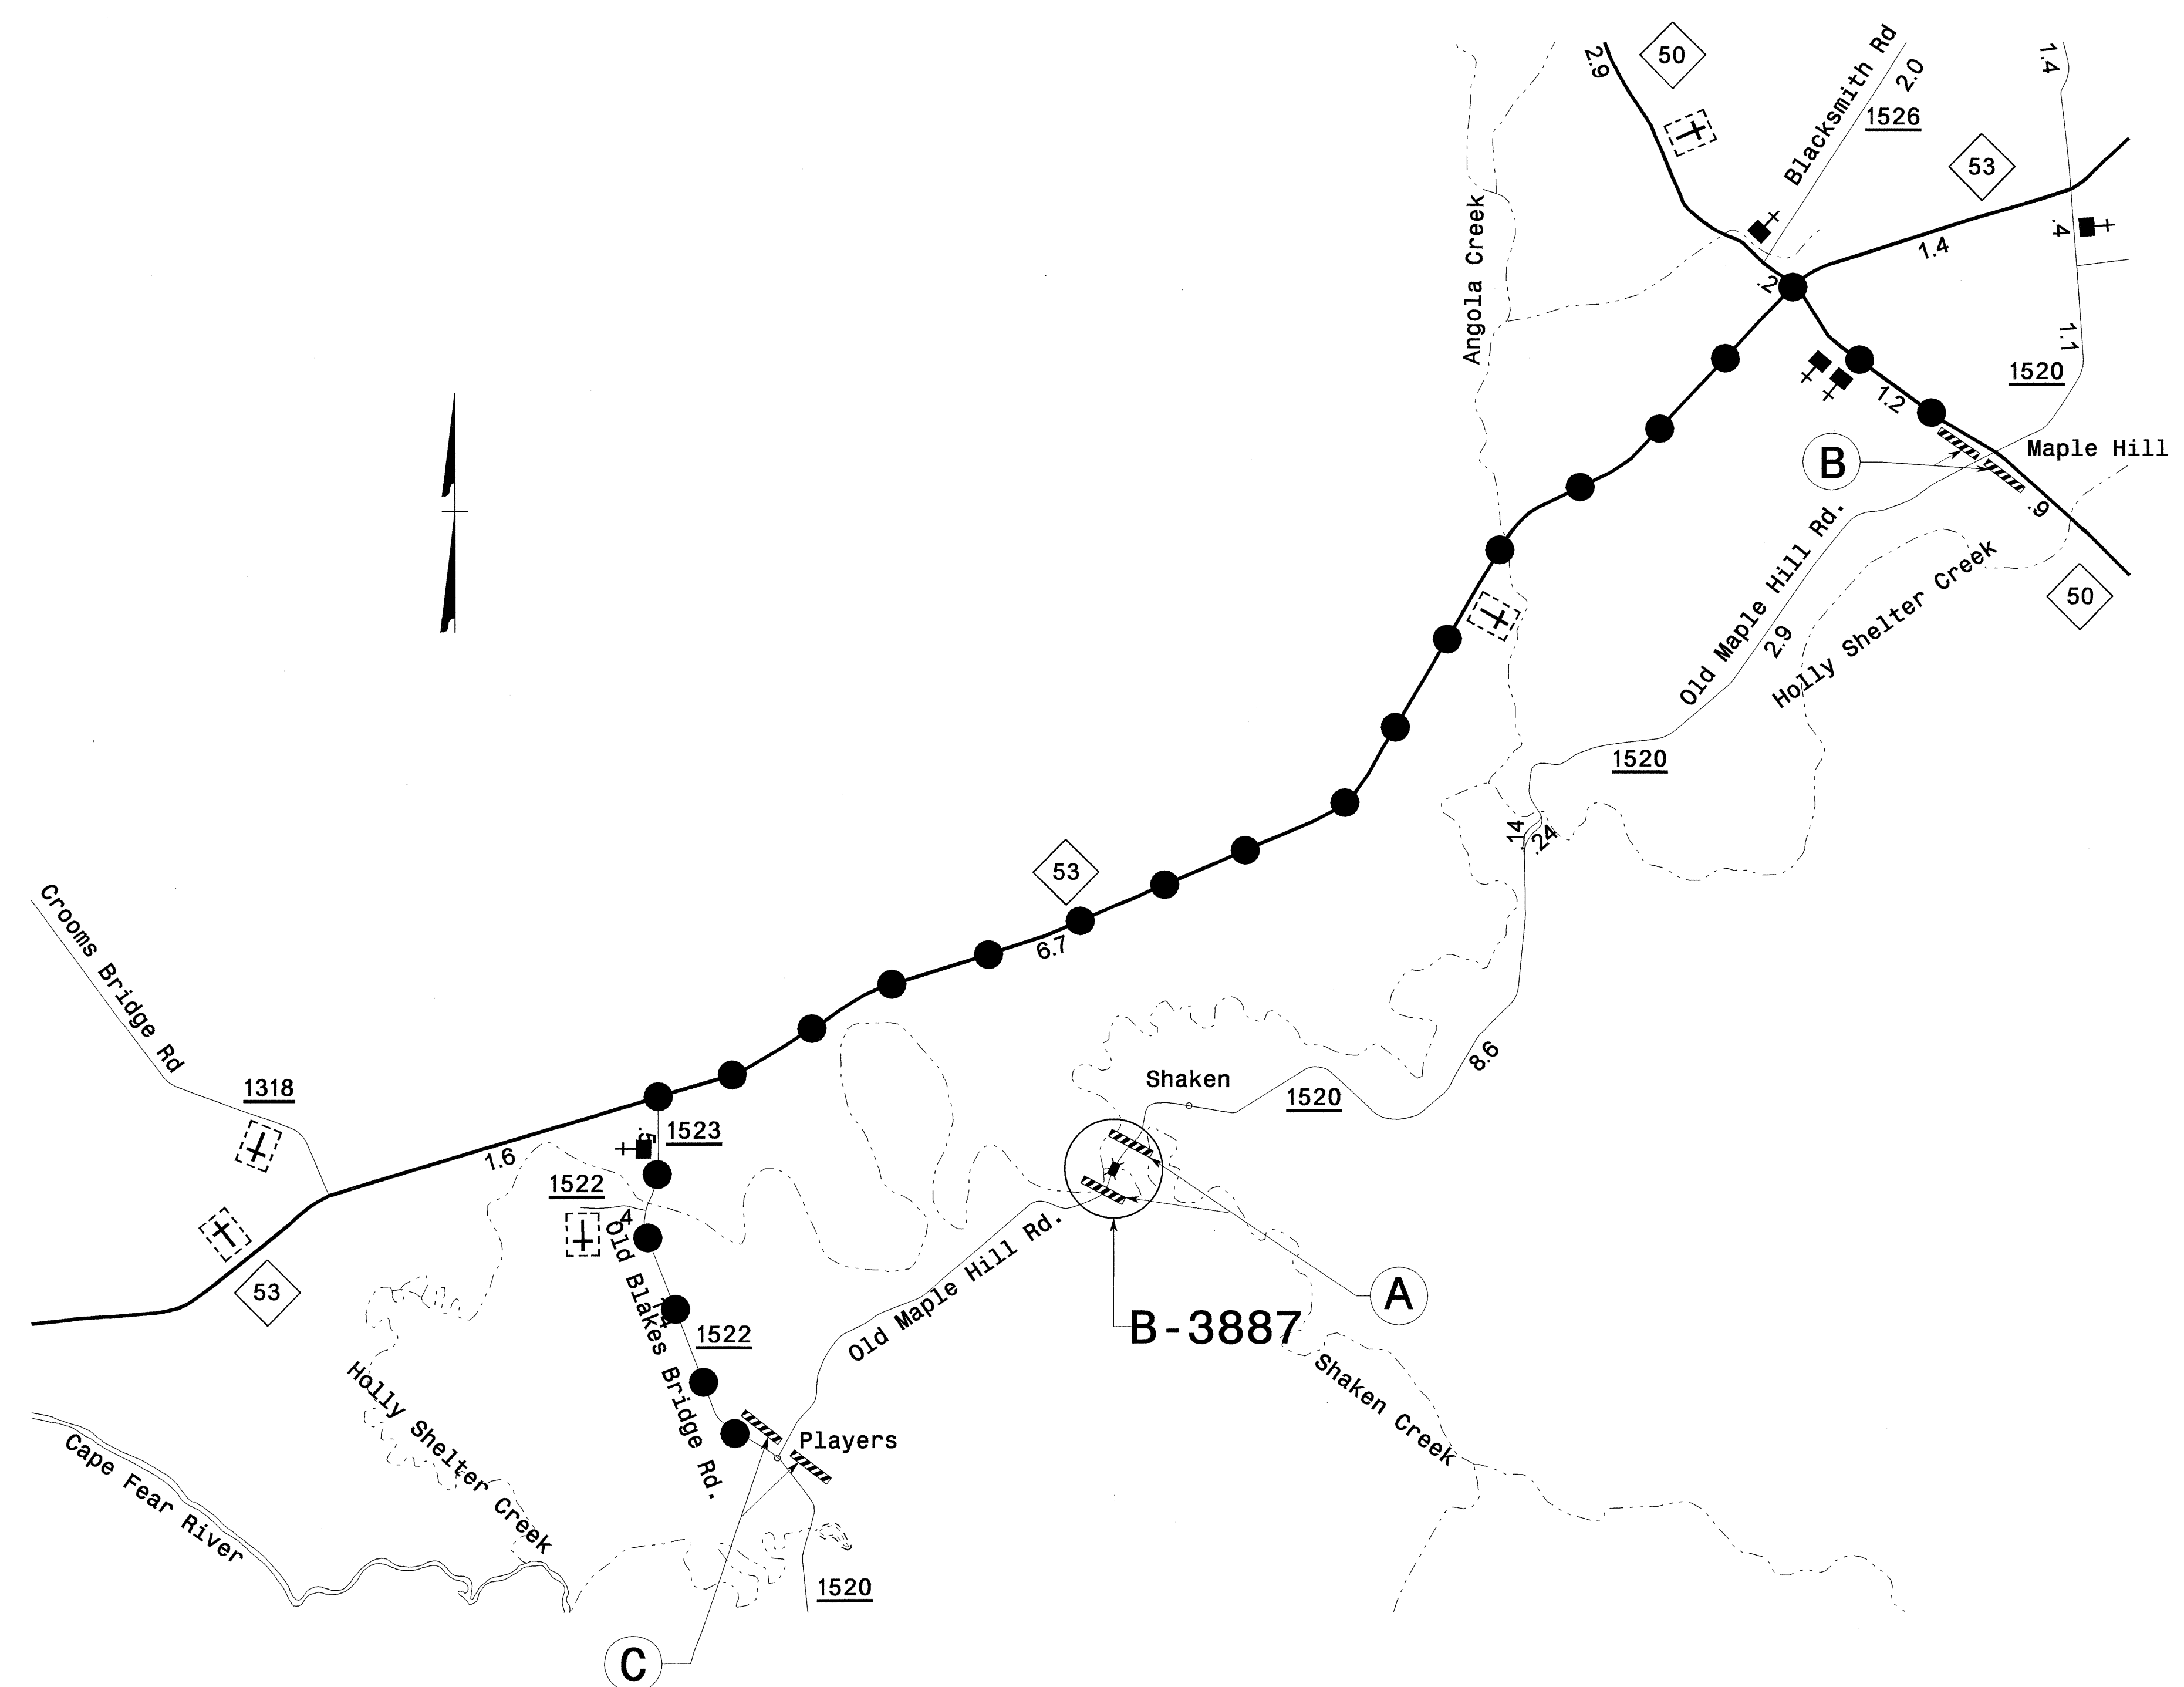 2.9
50
Blacksmith Rd
2.0
1526
1.4
53
Angola Creek
.4
1.4
.2
1.1
1520
1.2
Maple Hill
B
.9
Old Maple Hill Rd.
2.9
Holly Shelter Creek
50
1520
.14
.24
53
6.7
Crooms Bridge Rd
1318
Shaken
1520
8.6
1.6
.5
1523
1522
.4
53
Old Blakes Bridge Rd.
1522
Old Maple Hill Rd.
A
B-3887
Shaken Creek
Holly Shelter Creek
Players
Cape Fear River
1520
C